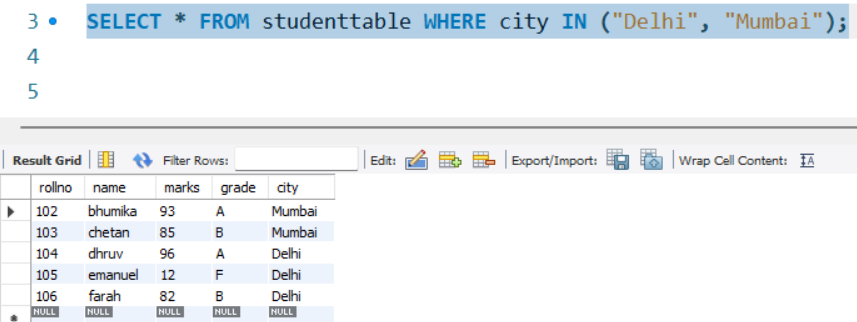 3 SELECT * FROM studenttable WHERE city IN ("Delhi", "Mumbai");
4
5
Result Grid Filter Rows: Edit: Export/Import: Wrap Cell Content: IA
rollno name marks grade city
102 bhumika 93 A Mumbai
103 chetan 85 B Mumbai
104 dhruv 96 A Delhi
105 emanuel 12 F Delhi
106 farah 82 B Delhi
NULL NULL NULL NULL NULL